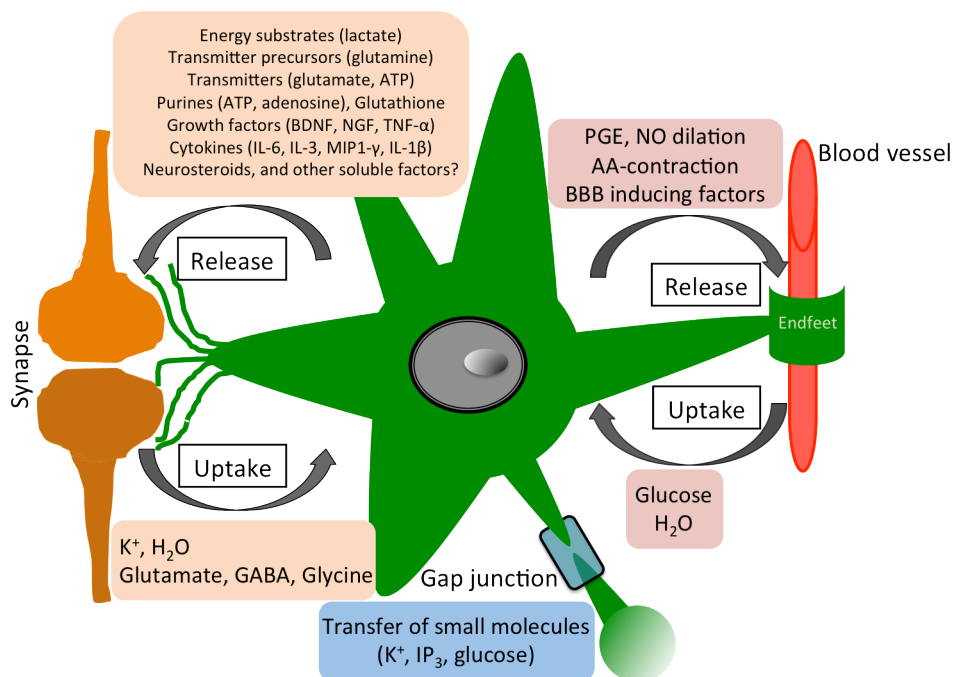 Energy substrates (lactate)
Transmitter precursors (glutamine)
Transmitters (glutamate, ATP)
Purines (ATP, adenosine), Glutathione
Growth factors (BDNF, NGF, TNF-α)
Cytokines (IL-6, IL-3, MIP1-γ, IL-1β)
Neurosteroids, and other soluble factors?
PGE, NO dilation
AA-contraction
BBB inducing factors
Blood vessel
Release
Release
Endfeet
Synapse
Uptake
Uptake
Glucose
H₂O
K⁺, H₂O
Glutamate, GABA, Glycine
Gap junction
Transfer of small molecules
(K⁺, IP₃, glucose)